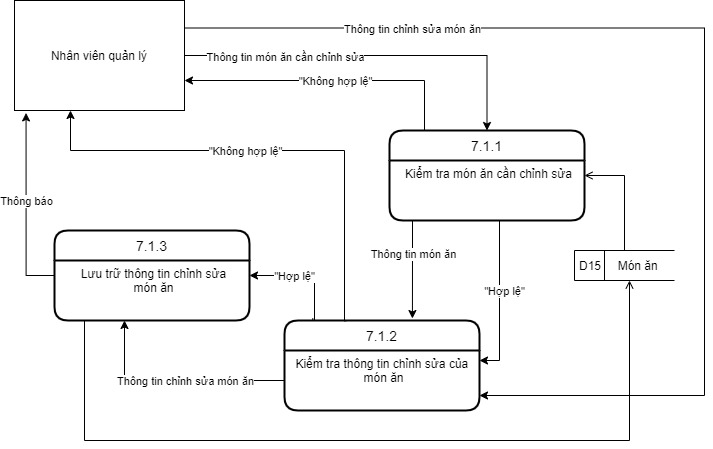 Thông tin chỉnh sửa món ăn
Nhân viên quản lý
Thông tin món ăn cần chỉnh sửa
"Không hợp lệ"
7.1.1
"Không hợp lệ"
Kiểm tra món ăn cần chỉnh sửa
Thông báo
7.1.3
Thông tin món ăn
Lưu trữ thông tin chỉnh sửa
món ăn
"Hợp lệ"
D15
Món ăn
"Hợp lệ"
7.1.2
Kiểm tra thông tin chỉnh sửa của
món ăn
Thông tin chỉnh sửa món ăn